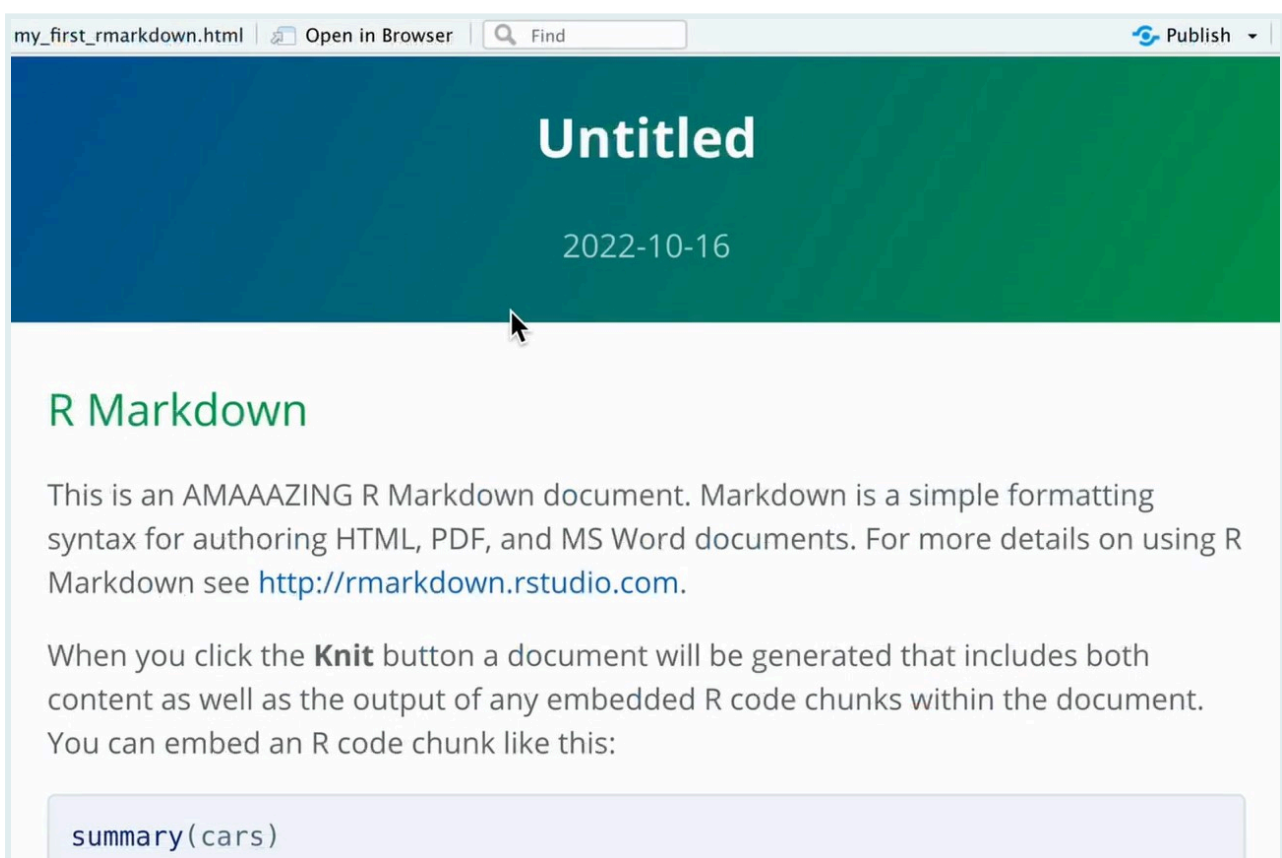 my_first_rmarkdown.html Open in Browser Find Publish
Untitled
2022-10-16
R Markdown
This is an AMAAAZING R Markdown document. Markdown is a simple formatting
syntax for authoring HTML, PDF, and MS Word documents. For more details on using R
Markdown see http://rmarkdown.rstudio.com.
When you click the Knit button a document will be generated that includes both
content as well as the output of any embedded R code chunks within the document.
You can embed an R code chunk like this:
summary(cars)